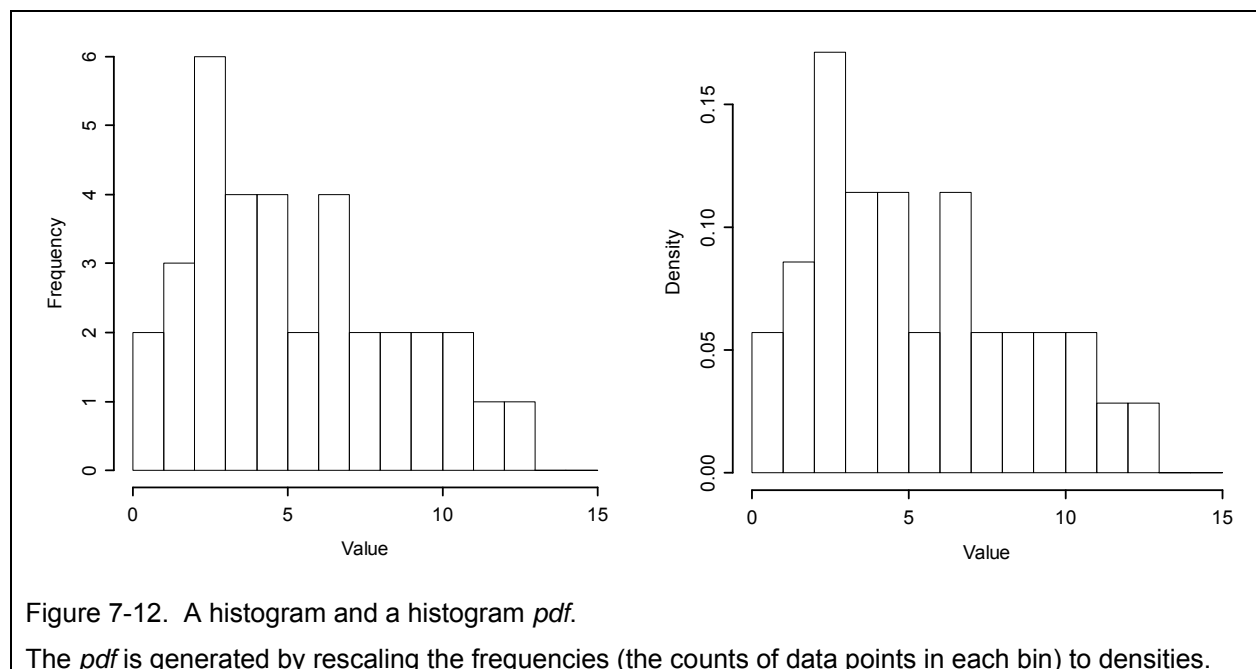 6
5
4
3
2
1
0
Frequency
0 5 10 15
Value
0.15
0.10
0.05
0.00
Density
0 5 10 15
Value
Figure 7-12. A histogram and a histogram pdf.
The pdf is generated by rescaling the frequencies (the counts of data points in each bin) to densities.